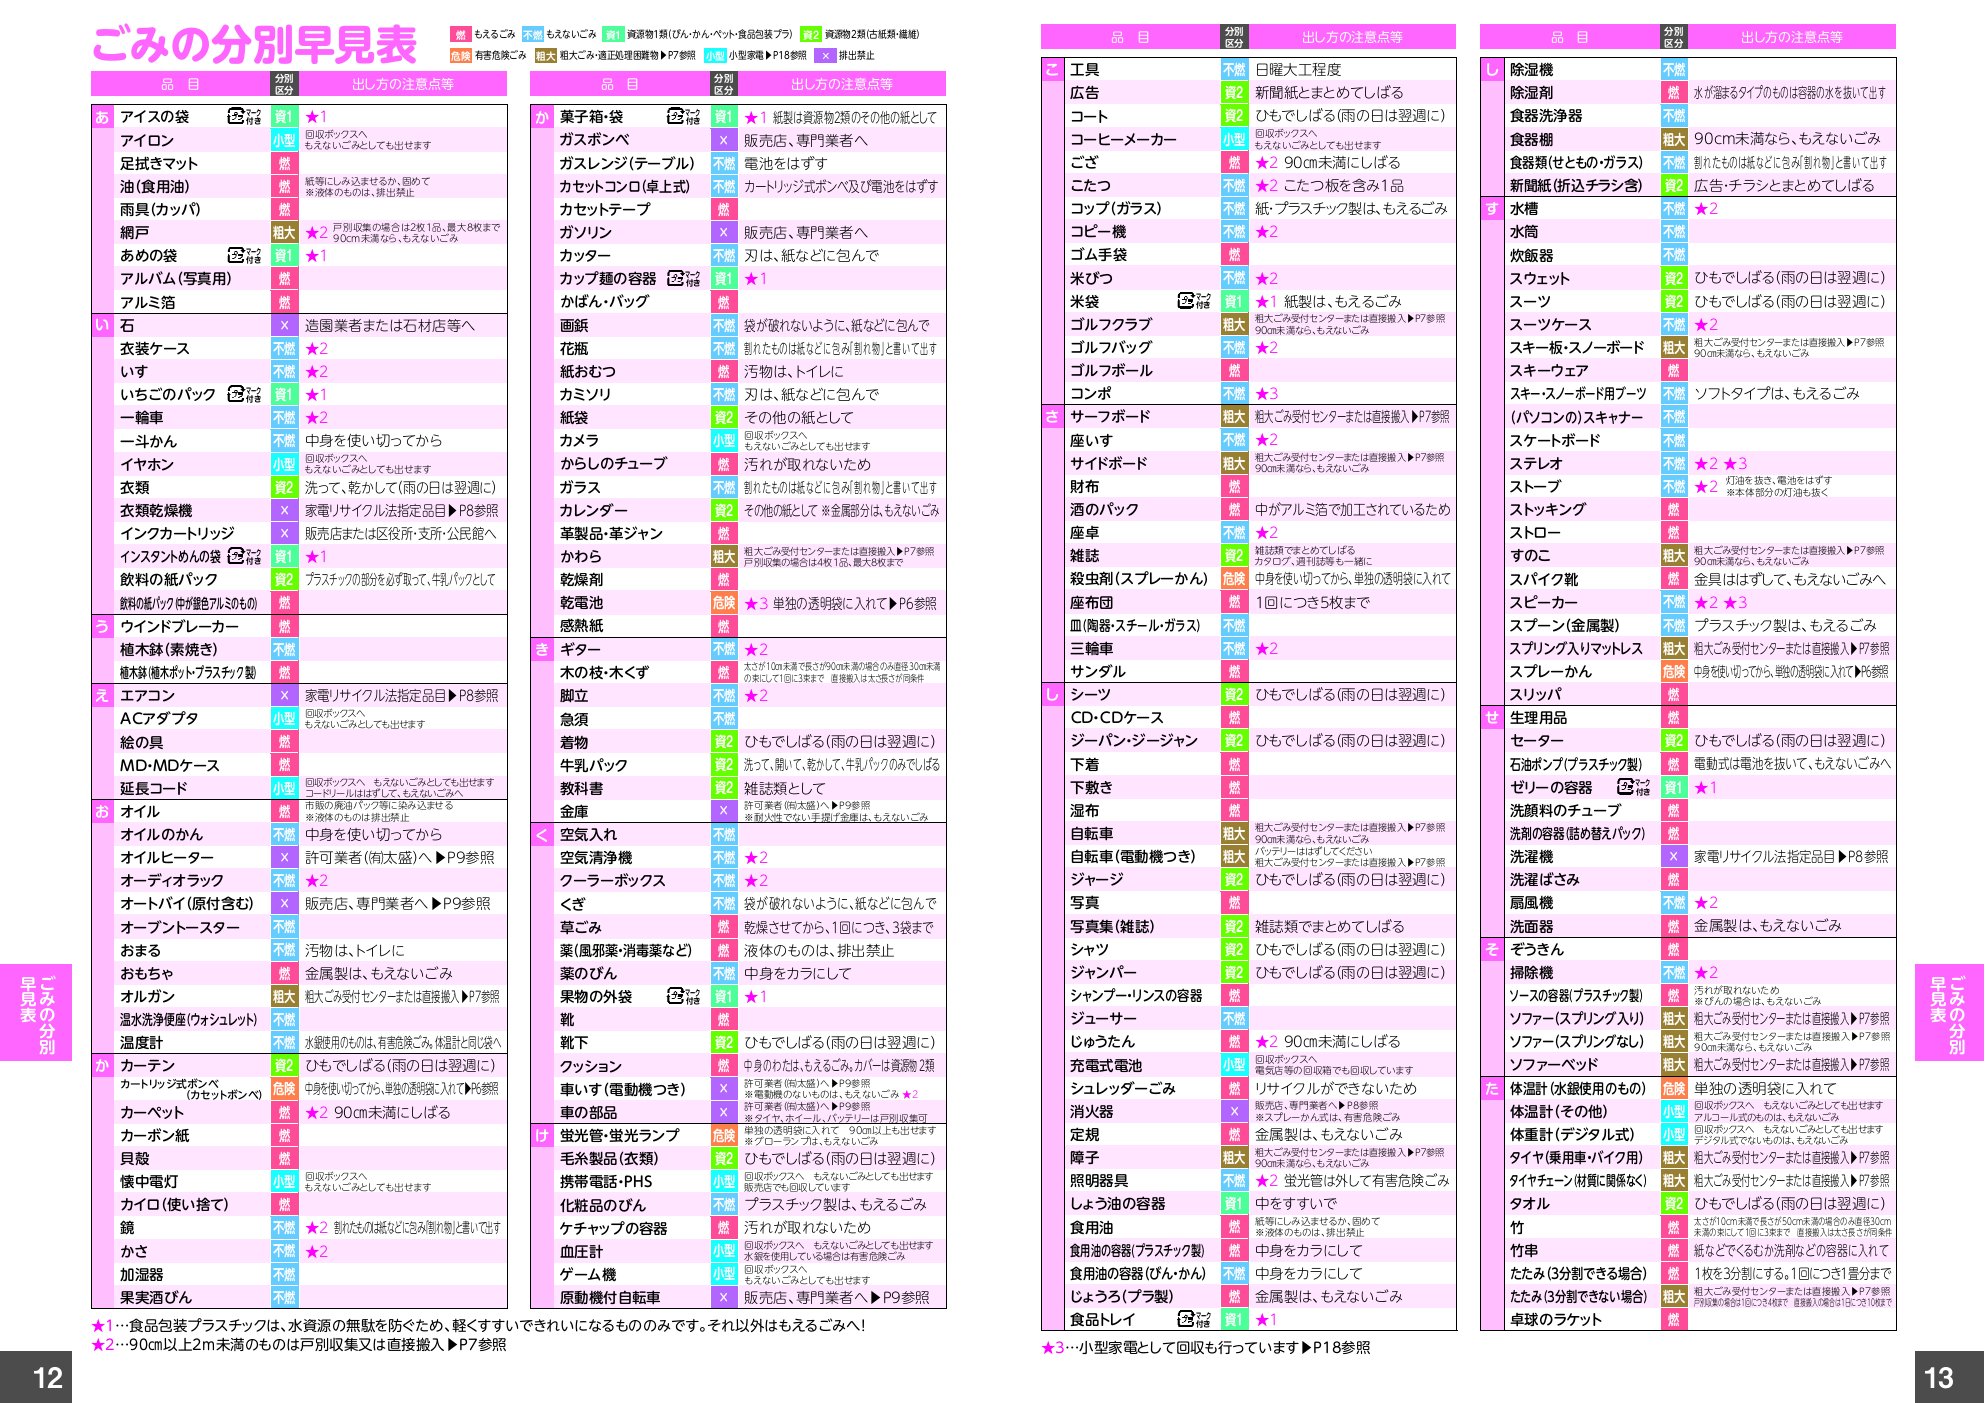 ごみの分別早見表
燃 もえるごみ 不燃 もえないごみ 資1 資源物1類(びん・かん・ペット・食品包装プラ) 資2 資源物2類(古紙類・繊維)
危険 有害危険ごみ 粗大 粗大ごみ・適正処理困難物▶P7参照 小型 小型家電▶P18参照 × 排出禁止
品 目 分別区分 出し方の注意点等
あ アイスの袋 プラマーク付き 資1 ★1
アイロン 小型 回収ボックスへ もえないごみとしても出せます
足拭きマット 燃
油(食用油) 燃 紙等にしみ込ませるか、固めて ※液体のものは、排出禁止
雨具(カッパ) 燃
網戸 粗大 ★2 戸別収集の場合は2枚1品、最大8枚まで 90cm未満なら、もえないごみ
あめの袋 プラマーク付き 資1 ★1
アルバム(写真用) 燃
アルミ箔 燃
い 石 × 造園業者または石材店等へ
衣装ケース 不燃 ★2
いす 不燃 ★2
いちごのパック プラマーク付き 資1 ★1
一輪車 不燃 ★2
一斗かん 不燃 中身を使い切ってから
イヤホン 小型 回収ボックスへ もえないごみとしても出せます
衣類 資2 洗って、乾かして(雨の日は翌週に)
衣類乾燥機 × 家電リサイクル法指定品目▶P8参照
インクカートリッジ × 販売店または区役所・支所・公民館へ
インスタントめんの袋 プラマーク付き 資1 ★1
飲料の紙パック 資2 プラスチックの部分を必ず取って、牛乳パックとして
飲料の紙パック(中が銀色アルミのもの) 燃
う ウインドブレーカー 燃
植木鉢(素焼き) 不燃
植木鉢(植木ポット・プラスチック製) 燃
え エアコン × 家電リサイクル法指定品目▶P8参照
ACアダプタ 小型 回収ボックスへ もえないごみとしても出せます
絵の具 燃
MD・MDケース 燃
延長コード 小型 回収ボックスへ もえないごみとしても出せます コードリールははずして、もえないごみへ
お オイル 燃 市販の廃油パック等に染み込ませる ※液体のものは排出禁止
オイルのかん 不燃 中身を使い切ってから
オイルヒーター × 許可業者(㈲太盛)へ▶P9参照
オーディオラック 不燃 ★2
オートバイ(原付含む) × 販売店、専門業者へ▶P9参照
オーブントースター 不燃
おまる 不燃 汚物は、トイレに
おもちゃ 燃 金属製は、もえないごみ
オルガン 粗大 粗大ごみ受付センターまたは直接搬入▶P7参照
温水洗浄便座(ウォシュレット) 不燃
温度計 不燃 水銀使用のものは、有害危険ごみ。体温計と同じ袋へ
か カーテン 資2 ひもでしばる(雨の日は翌週に)
カートリッジ式ボンベ(カセットボンベ) 危険 中身を使い切ってから、単独の透明袋に入れて▶P6参照
カーペット 燃 ★2 90cm未満にしばる
カーボン紙 燃
貝殻 燃
懐中電灯 小型 回収ボックスへ もえないごみとしても出せます
カイロ(使い捨て) 燃
鏡 不燃 ★2 割れたものは紙などに包み「割れ物」と書いて出す
かさ 不燃 ★2
加湿器 不燃
果実酒びん 不燃
品 目 分別区分 出し方の注意点等
か 菓子箱・袋 プラマーク付き 資1 ★1 紙製は資源物2類のその他の紙として
ガスボンベ × 販売店、専門業者へ
ガスレンジ(テーブル) 不燃 電池をはずす
カセットコンロ(卓上式) 不燃 カートリッジ式ボンベ及び電池をはずす
カセットテープ 燃
ガソリン × 販売店、専門業者へ
カッター 不燃 刃は、紙などに包んで
カップ麺の容器 プラマーク付き 資1 ★1
かばん・バッグ 燃
画鋲 不燃 袋が破れないように、紙などに包んで
花瓶 不燃 割れたものは紙などに包み「割れ物」と書いて出す
紙おむつ 燃 汚物は、トイレに
カミソリ 不燃 刃は、紙などに包んで
紙袋 資2 その他の紙として
カメラ 小型 回収ボックスへ もえないごみとしても出せます
からしのチューブ 燃 汚れが取れないため
ガラス 不燃 割れたものは紙などに包み「割れ物」と書いて出す
カレンダー 資2 その他の紙として ※金属部分は、もえないごみ
革製品・革ジャン 燃
かわら 粗大 粗大ごみ受付センターまたは直接搬入▶P7参照 戸別収集の場合は4枚1品、最大8枚まで
乾燥剤 燃
乾電池 危険 ★3 単独の透明袋に入れて▶P6参照
感熱紙 燃
き ギター 不燃 ★2
木の枝・木くず 燃 太さが10cm未満で長さが90cm未満の場合のみ直径30cm未満の束にして1回に3束まで 直接搬入は太さ長さが同条件
脚立 不燃 ★2
急須 不燃
着物 資2 ひもでしばる(雨の日は翌週に)
牛乳パック 資2 洗って、開いて、乾かして、牛乳パックのみでしばる
教科書 資2 雑誌類として
金庫 × 許可業者(㈲太盛)へ▶P9参照 ※耐火性でない手提げ金庫は、もえないごみ
く 空気入れ 不燃
空気清浄機 不燃 ★2
クーラーボックス 不燃 ★2
くぎ 不燃 袋が破れないように、紙などに包んで
草ごみ 燃 乾燥させてから、1回につき、3袋まで
薬(風邪薬・消毒薬など) 燃 液体のものは、排出禁止
薬のびん 不燃 中身をカラにして
果物の外袋 プラマーク付き 資1 ★1
靴 燃
靴下 資2 ひもでしばる(雨の日は翌週に)
クッション 燃 中身のわたは、もえるごみ。カバーは資源物2類
車いす(電動機つき) × 許可業者(㈲太盛)へ▶P9参照 ※電動機のないものは、もえないごみ ★2
車の部品 × 許可業者(㈲太盛)へ▶P9参照 ※タイヤ、ホイール、バッテリーは戸別収集可
け 蛍光管・蛍光ランプ 危険 単独の透明袋に入れて 90cm以上も出せます ※グローランプは、もえないごみ
毛糸製品(衣類) 資2 ひもでしばる(雨の日は翌週に)
携帯電話・PHS 小型 回収ボックスへ もえないごみとしても出せます 販売店でも回収しています
化粧品のびん 不燃 プラスチック製は、もえるごみ
ケチャップの容器 燃 汚れが取れないため
血圧計 小型 回収ボックスへ もえないごみとしても出せます 水銀を使用している場合は有害危険ごみ
ゲーム機 小型 回収ボックスへ もえないごみとしても出せます
原動機付自転車 × 販売店、専門業者へ▶P9参照
★1…食品包装プラスチックは、水資源の無駄を防ぐため、軽くすすいできれいになるもののみです。それ以外はもえるごみへ!
★2…90cm以上2m未満のものは戸別収集又は直接搬入▶P7参照
ごみの分別早見表
12
品 目 分別区分 出し方の注意点等
こ 工具 不燃 日曜大工程度
広告 資2 新聞紙とまとめてしばる
コート 資2 ひもでしばる(雨の日は翌週に)
コーヒーメーカー 小型 回収ボックスへ もえないごみとしても出せます
ござ 燃 ★2 90cm未満にしばる
こたつ 不燃 ★2 こたつ板を含み1品
コップ(ガラス) 不燃 紙・プラスチック製は、もえるごみ
コピー機 不燃 ★2
ゴム手袋 燃
米びつ 不燃 ★2
米袋 プラマーク付き 資1 ★1 紙製は、もえるごみ
ゴルフクラブ 粗大 粗大ごみ受付センターまたは直接搬入▶P7参照 90cm未満なら、もえないごみ
ゴルフバッグ 不燃 ★2
ゴルフボール 燃
コンポ 不燃 ★3
さ サーフボード 粗大 粗大ごみ受付センターまたは直接搬入▶P7参照
座いす 不燃 ★2
サイドボード 粗大 粗大ごみ受付センターまたは直接搬入▶P7参照 90cm未満なら、もえないごみ
財布 燃
酒のパック 燃 中がアルミ箔で加工されているため
座卓 不燃 ★2
雑誌 資2 雑誌類でまとめてしばる カタログ、週刊誌等も一緒に
殺虫剤(スプレーかん) 危険 中身を使い切ってから、単独の透明袋に入れて
座布団 燃 1回につき5枚まで
皿(陶器・スチール・ガラス) 不燃
三輪車 不燃 ★2
サンダル 燃
し シーツ 資2 ひもでしばる(雨の日は翌週に)
CD・CDケース 燃
ジーパン・ジージャン 資2 ひもでしばる(雨の日は翌週に)
下着 燃
下敷き 燃
湿布 燃
自転車 粗大 粗大ごみ受付センターまたは直接搬入▶P7参照 90cm未満なら、もえないごみ
自転車(電動機つき) 粗大 バッテリーははずしてください 粗大ごみ受付センターまたは直接搬入▶P7参照
ジャージ 資2 ひもでしばる(雨の日は翌週に)
写真 燃
写真集(雑誌) 資2 雑誌類でまとめてしばる
シャツ 資2 ひもでしばる(雨の日は翌週に)
ジャンパー 資2 ひもでしばる(雨の日は翌週に)
シャンプー・リンスの容器 燃
ジューサー 不燃
じゅうたん 燃 ★2 90cm未満にしばる
充電式電池 小型 回収ボックスへ 電気店等の回収箱でも回収しています
シュレッダーごみ 燃 リサイクルができないため
消火器 × 販売店、専門業者へ▶P8参照 ※スプレーかん式は、有害危険ごみ
定規 燃 金属製は、もえないごみ
障子 粗大 粗大ごみ受付センターまたは直接搬入▶P7参照 90cm未満なら、もえないごみ
照明器具 不燃 ★2 蛍光管は外して有害危険ごみ
しょう油の容器 資1 中をすすいで
食用油 燃 紙等にしみ込ませるか、固めて ※液体のものは、排出禁止
食用油の容器(プラスチック製) 燃 中身をカラにして
食用油の容器(びん・かん) 不燃 中身をカラにして
じょうろ(プラ製) 燃 金属製は、もえないごみ
食品トレイ プラマーク付き 資1 ★1
品 目 分別区分 出し方の注意点等
し 除湿機 不燃
除湿剤 燃 水が溜まるタイプのものは容器の水を抜いて出す
食器洗浄器 不燃
食器棚 粗大 90cm未満なら、もえないごみ
食器類(せともの・ガラス) 不燃 割れたものは紙などに包み「割れ物」と書いて出す
新聞紙(折込チラシ含) 資2 広告・チラシとまとめてしばる
す 水槽 不燃 ★2
水筒 不燃
炊飯器 不燃
スウェット 資2 ひもでしばる(雨の日は翌週に)
スーツ 資2 ひもでしばる(雨の日は翌週に)
スーツケース 不燃 ★2
スキー板・スノーボード 粗大 粗大ごみ受付センターまたは直接搬入▶P7参照 90cm未満なら、もえないごみ
スキーウェア 燃
スキー・スノーボード用ブーツ 不燃 ソフトタイプは、もえるごみ
(パソコンの)スキャナー 不燃
スケートボード 不燃
ステレオ 不燃 ★2 ★3
ストーブ 不燃 ★2 灯油を抜き、電池をはずす ※本体部分の灯油も抜く
ストッキング 燃
ストロー 燃
すのこ 粗大 粗大ごみ受付センターまたは直接搬入▶P7参照 90cm未満なら、もえないごみ
スパイク靴 燃 金具ははずして、もえないごみへ
スピーカー 不燃 ★2 ★3
スプーン(金属製) 不燃 プラスチック製は、もえるごみ
スプリング入りマットレス 粗大 粗大ごみ受付センターまたは直接搬入▶P7参照
スプレーかん 危険 中身を使い切ってから、単独の透明袋に入れて▶P6参照
スリッパ 燃
せ 生理用品 燃
セーター 資2 ひもでしばる(雨の日は翌週に)
石油ポンプ(プラスチック製) 燃 電動式は電池を抜いて、もえないごみへ
ゼリーの容器 プラマーク付き 資1 ★1
洗顔料のチューブ 燃
洗剤の容器(詰め替えパック) 燃
洗濯機 × 家電リサイクル法指定品目▶P8参照
洗濯ばさみ 燃
扇風機 不燃 ★2
洗面器 燃 金属製は、もえないごみ
そ ぞうきん 燃
掃除機 不燃 ★2
ソースの容器(プラスチック製) 燃 汚れが取れないため ※びんの場合は、もえないごみ
ソファー(スプリング入り) 粗大 粗大ごみ受付センターまたは直接搬入▶P7参照
ソファー(スプリングなし) 粗大 粗大ごみ受付センターまたは直接搬入▶P7参照 90cm未満なら、もえないごみ
ソファーベッド 粗大 粗大ごみ受付センターまたは直接搬入▶P7参照
た 体温計(水銀使用のもの) 危険 単独の透明袋に入れて
体温計(その他) 小型 回収ボックスへ もえないごみとしても出せます アルコール式のものは、もえないごみ
体重計(デジタル式) 小型 回収ボックスへ もえないごみとしても出せます デジタル式でないものは、もえないごみ
タイヤ(乗用車・バイク用) 粗大 粗大ごみ受付センターまたは直接搬入▶P7参照
タイヤチェーン(材質に関係なく) 粗大 粗大ごみ受付センターまたは直接搬入▶P7参照
タオル 資2 ひもでしばる(雨の日は翌週に)
竹 燃 太さが10cm未満で長さが50cm未満の場合のみ直径30cm未満の束にして1回に3束まで 直接搬入は太さ長さが同条件
竹串 燃 紙などでくるむか洗剤などの容器に入れて
たたみ(3分割できる場合) 燃 1枚を3分割にする。1回につき1畳分まで
たたみ(3分割できない場合) 粗大 粗大ごみ受付センターまたは直接搬入▶P7参照 戸別収集の場合は1回につき4枚まで 直接搬入の場合は1日につき10枚まで
卓球のラケット 燃
★3…小型家電として回収も行っています▶P18参照
ごみの分別早見表
13